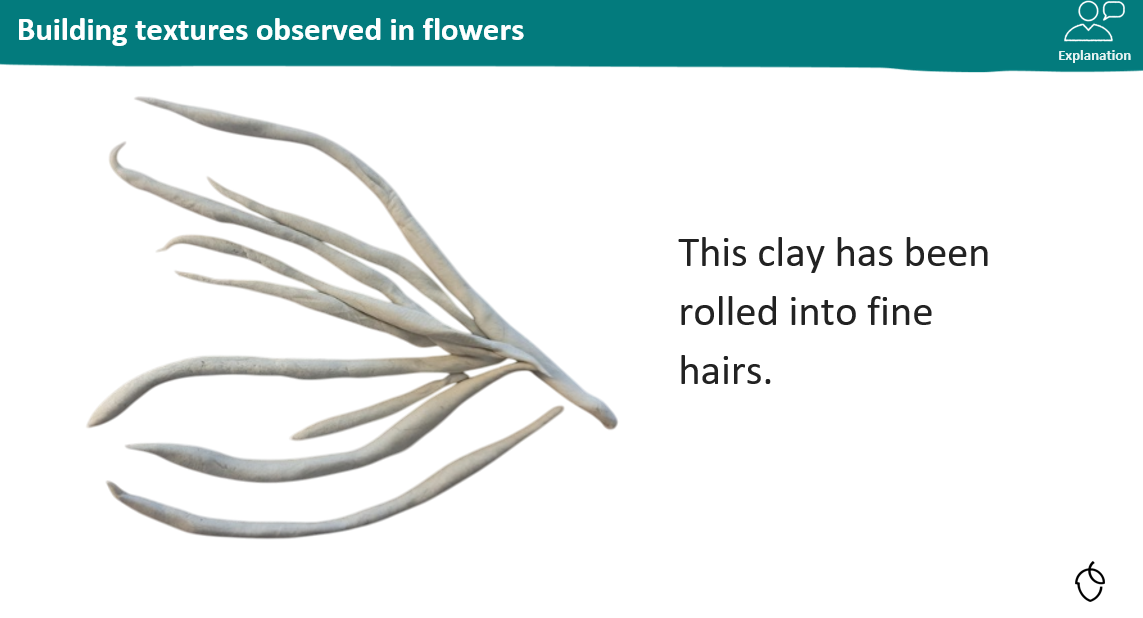 Building textures observed in flowers
Explanation
This clay has been
rolled into fine
hairs.